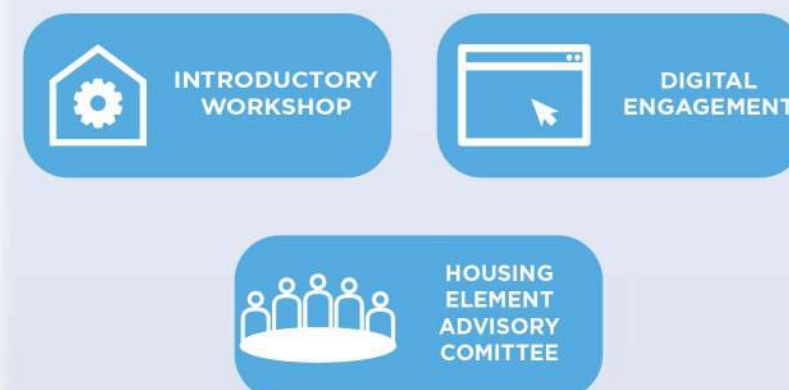 INTRODUCTORY
WORKSHOP
DIGITAL
ENGAGEMENT
HOUSING
ELEMENT
ADVISORY
COMITTEE